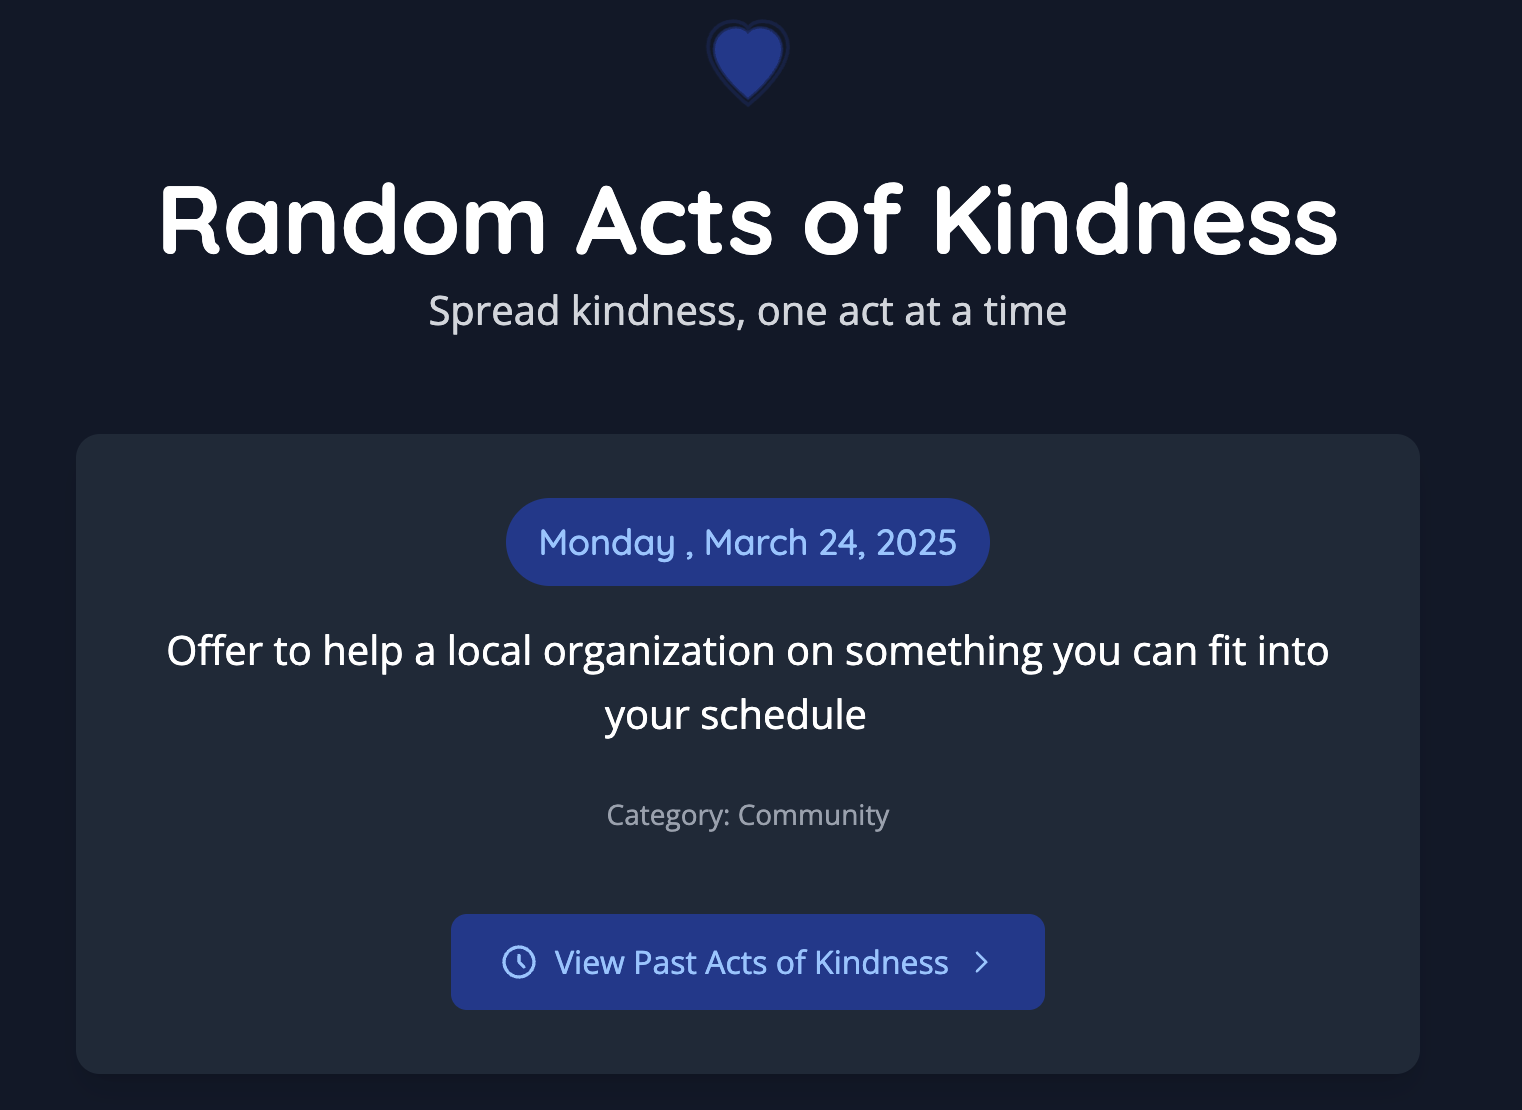 Random Acts of Kindness
Spread kindness, one act at a time
Monday , March 24, 2025
Offer to help a local organization on something you can fit into
your schedule
Category: Community
View Past Acts of Kindness